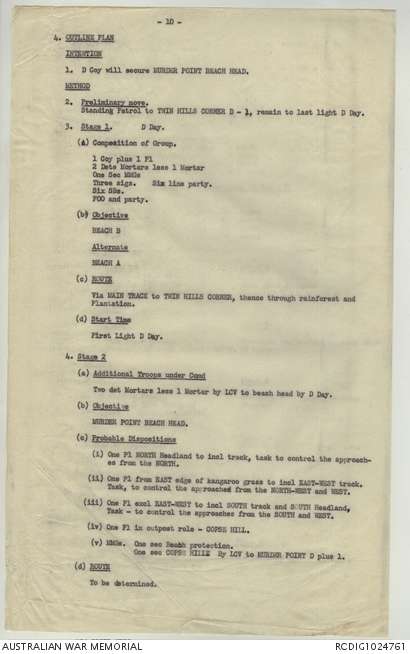 - 10 -
4. OUTLINE PLAN
INTENTION
1. D Coy will secure MURDER POINT BEACH HEAD.
METHOD
2. Preliminary move.
Standing Patrol to TWIN HILLS CORNER D - 1, remain to last light D Day.
3. Stage 1. D Day.
(a) Composition of Group.
1 Coy plus 1 Pl
2 Dets Mortars less 1 Mortar
One Sec MMGs
Three sigs. Six line party.
Six SBs.
FOO and party.
(b) Objective
BEACH B
Alternate
BEACH A
(c) ROUTE
Via MAIN TRACK to TWIN HILLS CORNER, thence through rainforest and
Plantation.
(d) Start Time
First Light D Day.
4. Stage 2
(a) Additional Troops under Comd
Two det Mortars less 1 Mortar by LCV to beach head by D Day.
(b) Objective
MURDER POINT BEACH HEAD.
(c) Probable Dispositions
(i) One Pl NORTH Headland to incl track, task to control the approach-
es from the NORTH.
(ii) One Pl from EAST edge of kangaroo grass to incl EAST-WEST track.
Task, to control the approaches from the NORTH-WEST and WEST.
(iii) One Pl excl EAST-WEST to incl SOUTH track and SOUTH Headland,
Task - to control the approaches from the SOUTH and WEST.
(iv) One Pl in outpost role - COPSE HILL.
(v) MMGs. One sec Beach protection.
One sec COPSE HILL. By LCV to MURDER POINT D plus 1.
(d) ROUTE
To be determined.
AUSTRALIAN WAR MEMORIAL
RCDIG1024761